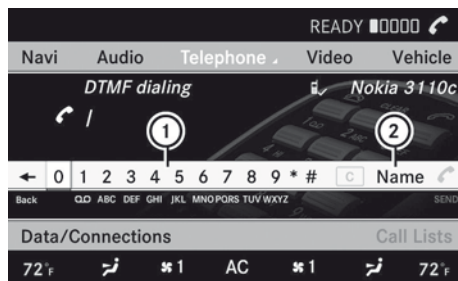 READY
Navi Audio Telephone Video Vehicle
DTMF dialing Nokia 3110c
/
1 2
← 0 1 2 3 4 5 6 7 8 9 * # C Name
Back ABC DEF GHI JKL MNO PQRS TUV WXYZ SEND
Data/Connections Call Lists
72°F 1 AC 1 72°F